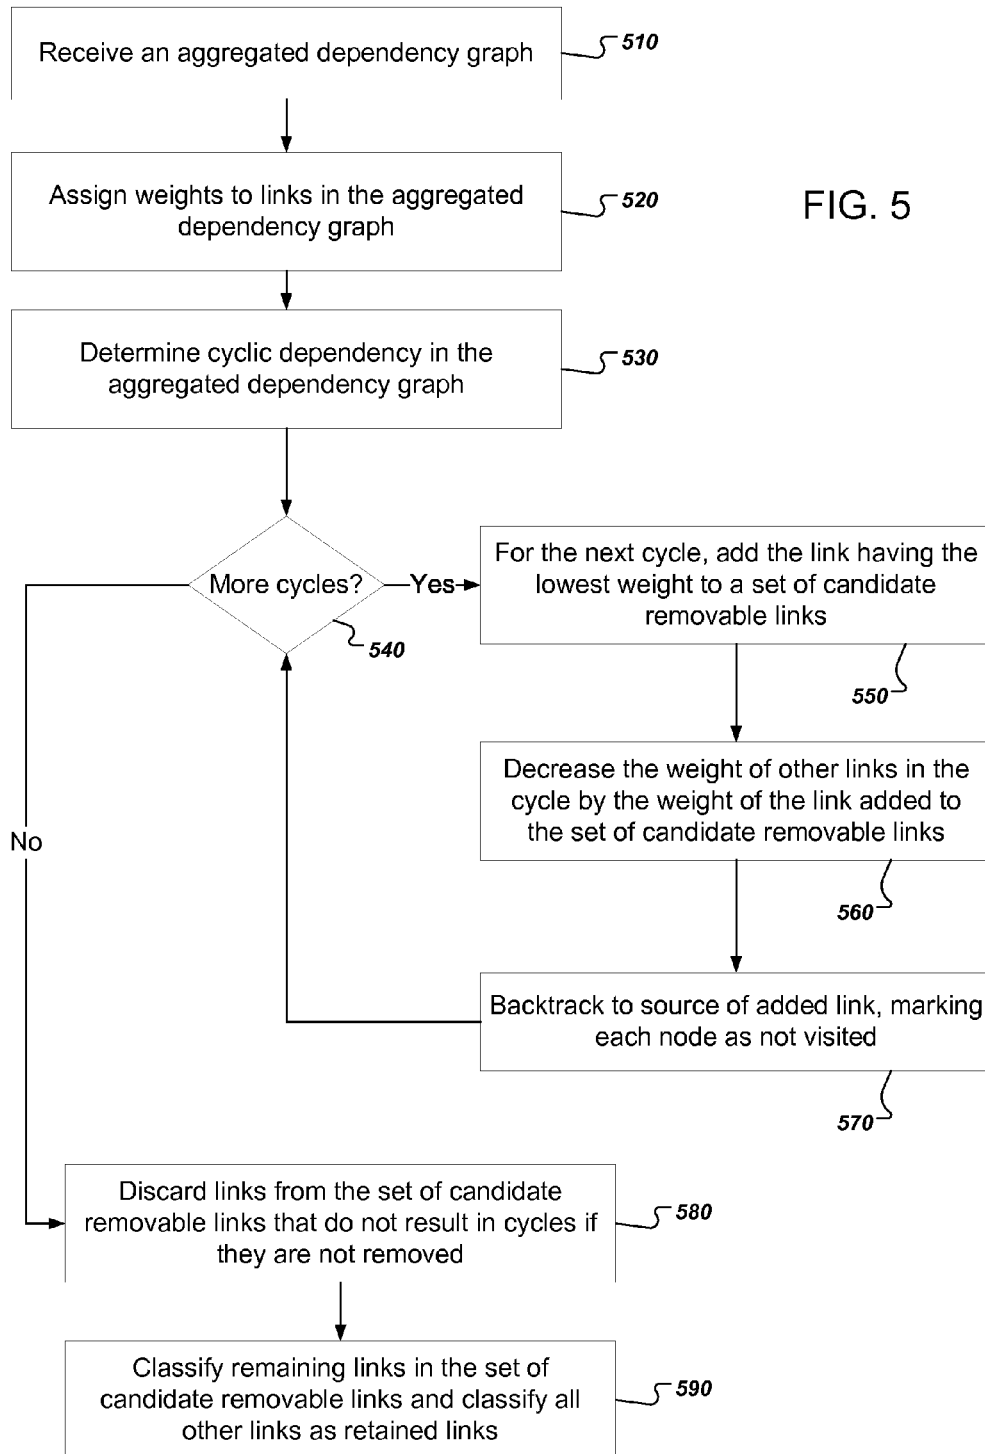 Receive an aggregated dependency graph
510
Assign weights to links in the aggregated
dependency graph
520
FIG. 5
Determine cyclic dependency in the
aggregated dependency graph
530
More cycles?
Yes
540
For the next cycle, add the link having the
lowest weight to a set of candidate
removable links
550
Decrease the weight of other links in the
cycle by the weight of the link added to
the set of candidate removable links
560
No
Backtrack to source of added link, marking
each node as not visited
570
Discard links from the set of candidate
removable links that do not result in cycles if
they are not removed
580
Classify remaining links in the set of
candidate removable links and classify all
other links as retained links
590